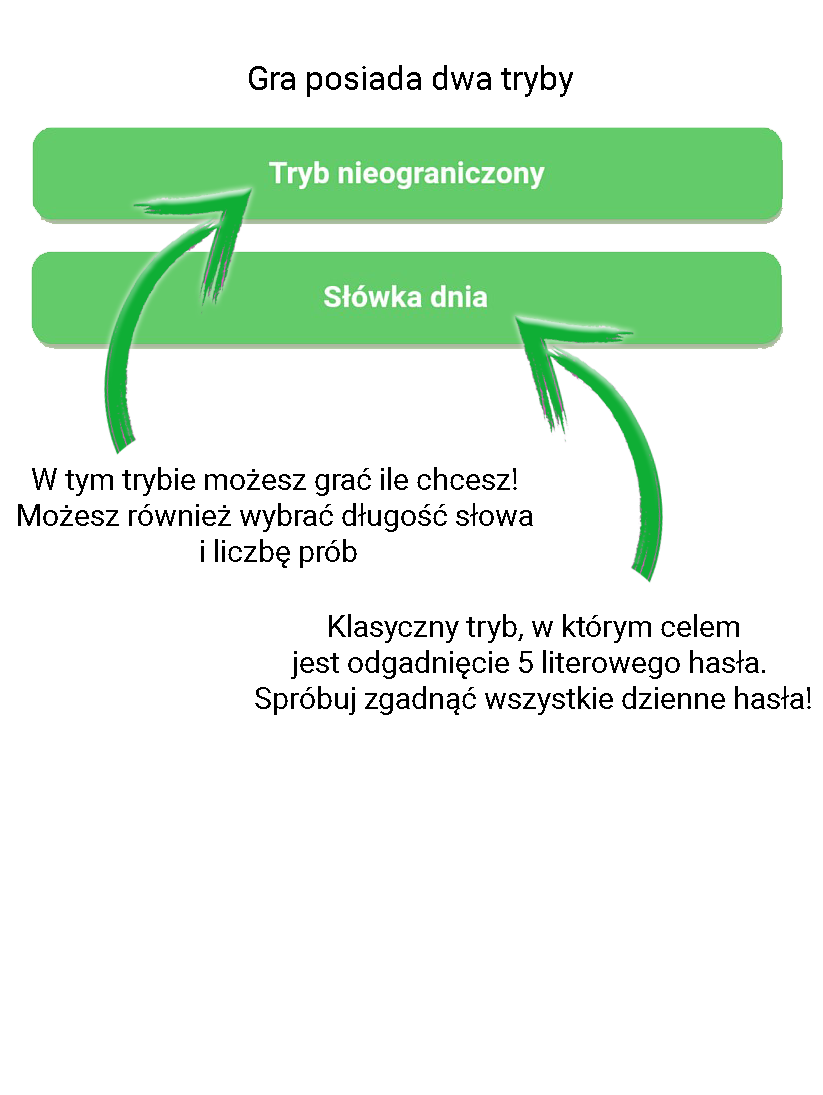 Gra posiada dwa tryby
Tryb nieograniczony
Słówka dnia
W tym trybie możesz grać ile chcesz!
Możesz również wybrać długość słowa
i liczbę prób
Klasyczny tryb, w którym celem
jest odgadnięcie 5 literowego hasła.
Spróbuj zgadnąć wszystkie dzienne hasła!